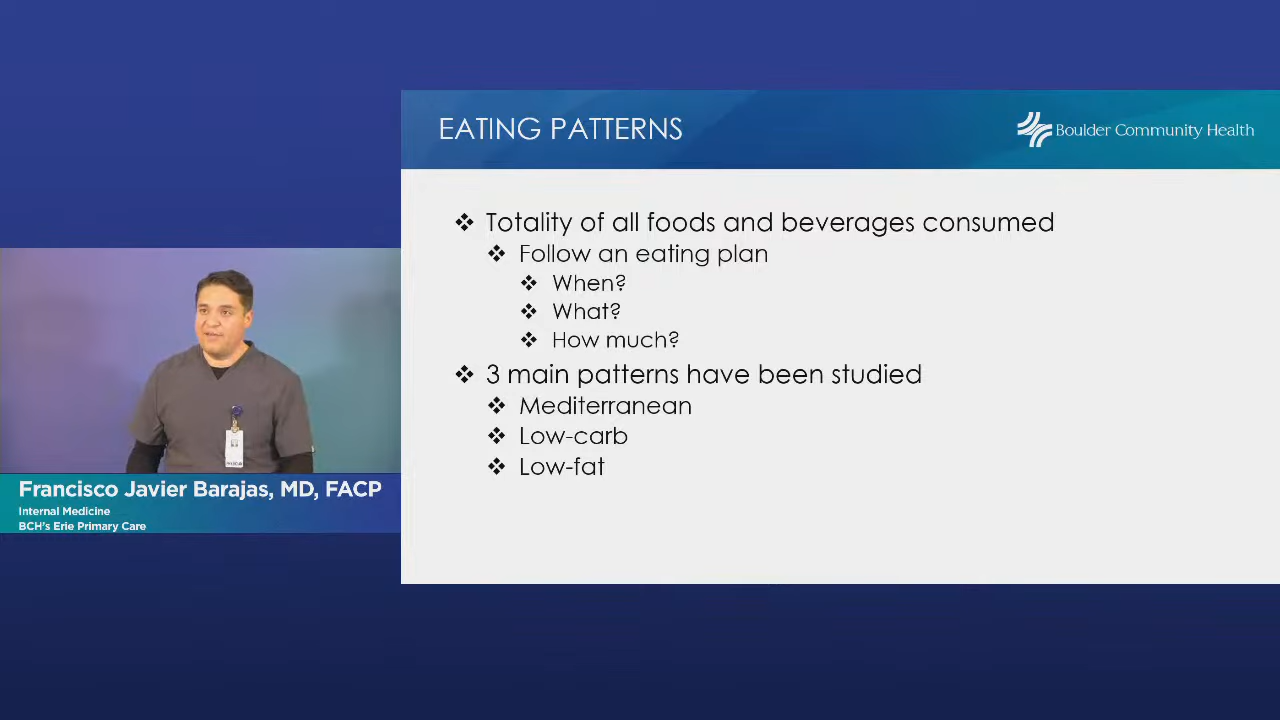 EATING PATTERNS
Boulder Community Health
❖ Totality of all foods and beverages consumed
❖ Follow an eating plan
❖ When?
❖ What?
❖ How much?
❖ 3 main patterns have been studied
❖ Mediterranean
❖ Low-carb
❖ Low-fat
Francisco Javier Barajas, MD, FACP
Internal Medicine
BCH's Erie Primary Care